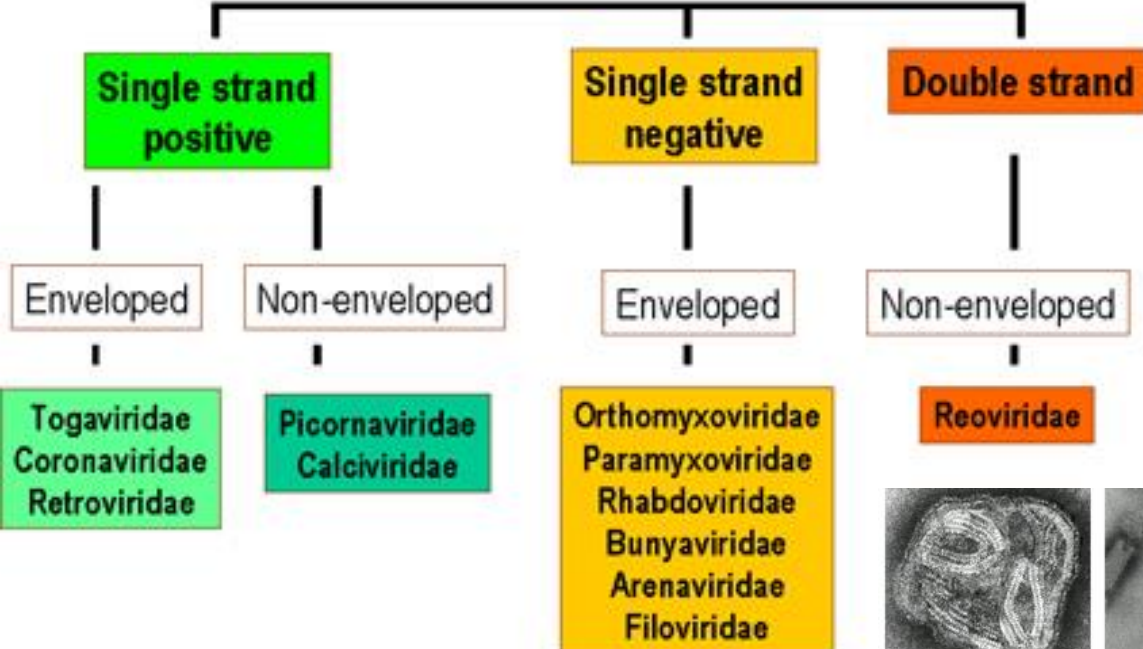 Single strand
positive
Single strand
negative
Double strand
Enveloped
Non-enveloped
Enveloped
Non-enveloped
Togaviridae
Coronaviridae
Retroviridae
Picornaviridae
Calciviridae
Orthomyxoviridae
Paramyxoviridae
Rhabdoviridae
Bunyaviridae
Arenaviridae
Filoviridae
Reoviridae